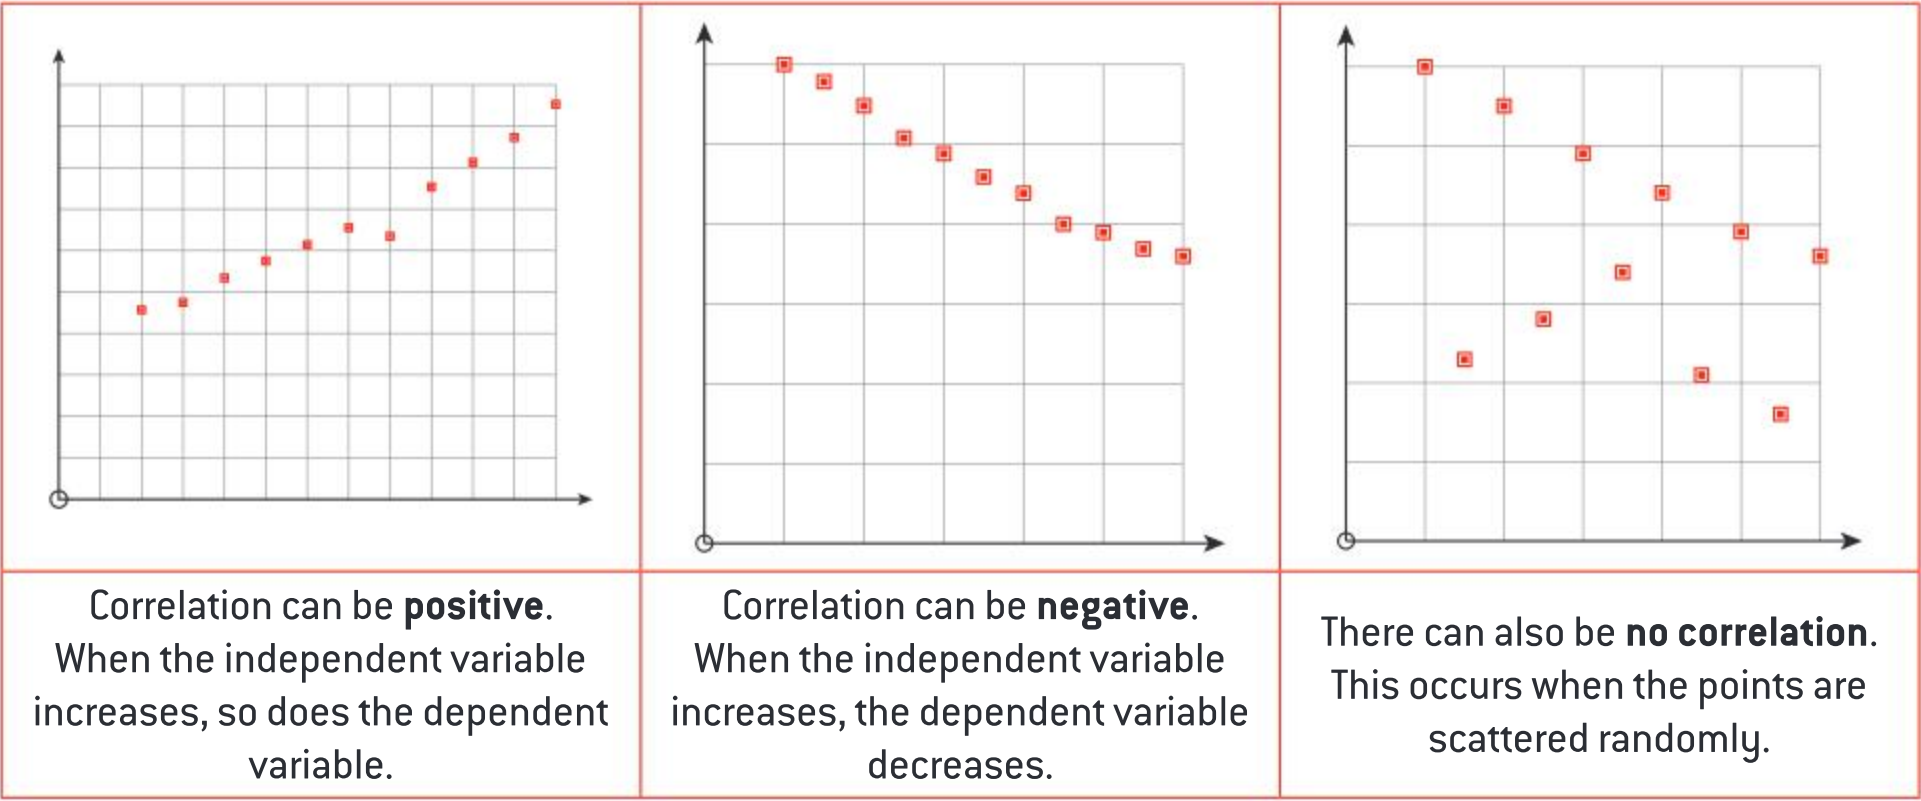 Correlation can be positive.
When the independent variable
increases, so does the dependent
variable.
Correlation can be negative.
When the independent variable
increases, the dependent variable
decreases.
There can also be no correlation.
This occurs when the points are
scattered randomly.